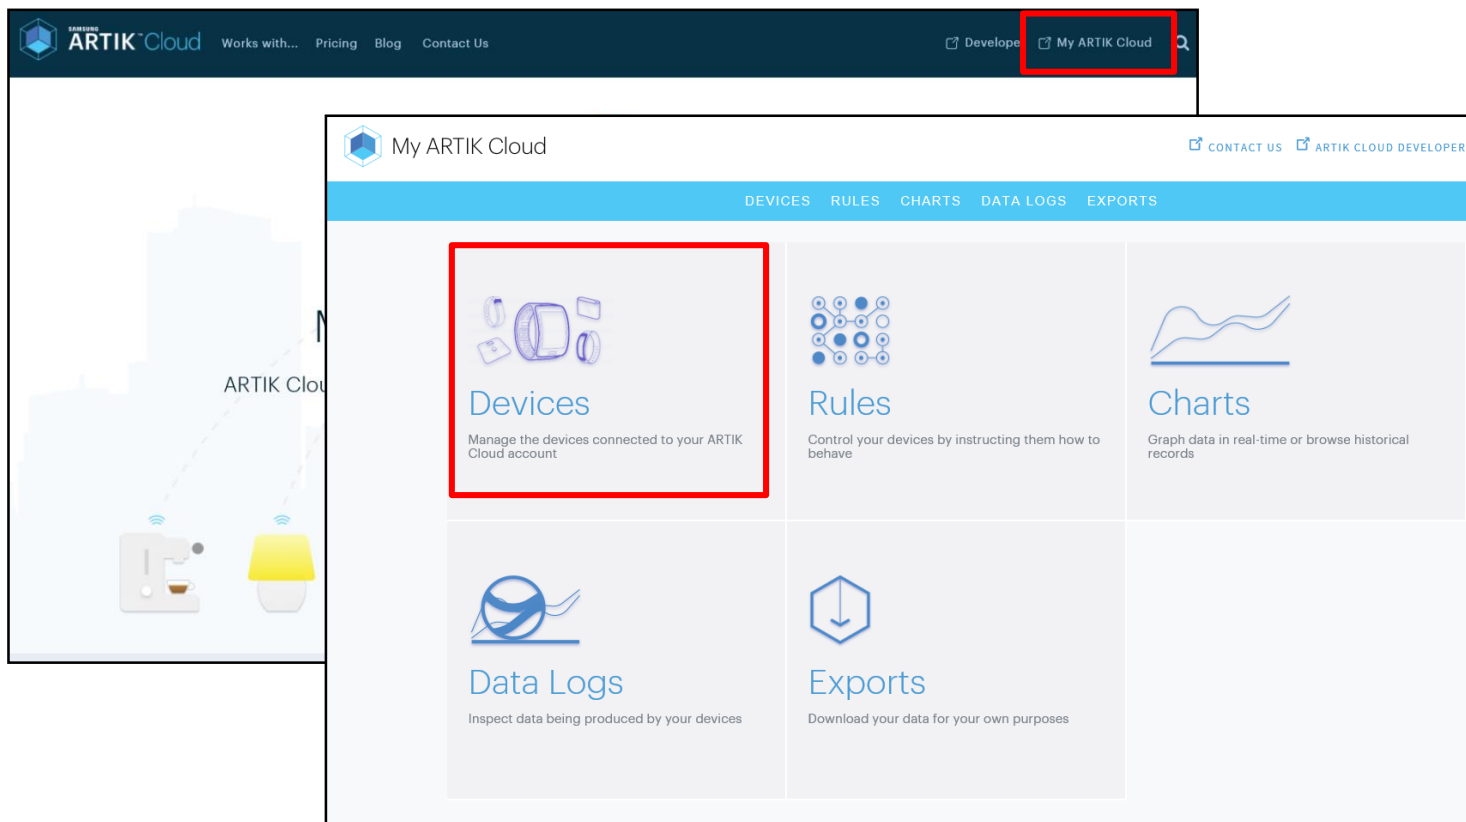 SAMSUNG
ARTIK™Cloud
Works with... Pricing Blog Contact Us
Develope My ARTIK Cloud
ARTIK Clou
My ARTIK Cloud
CONTACT US ARTIK CLOUD DEVELOPER
DEVICES RULES CHARTS DATA LOGS EXPORTS
Devices
Manage the devices connected to your ARTIK
Cloud account
Rules
Control your devices by instructing them how to
behave
Charts
Graph data in real-time or browse historical
records
Data Logs
Inspect data being produced by your devices
Exports
Download your data for your own purposes